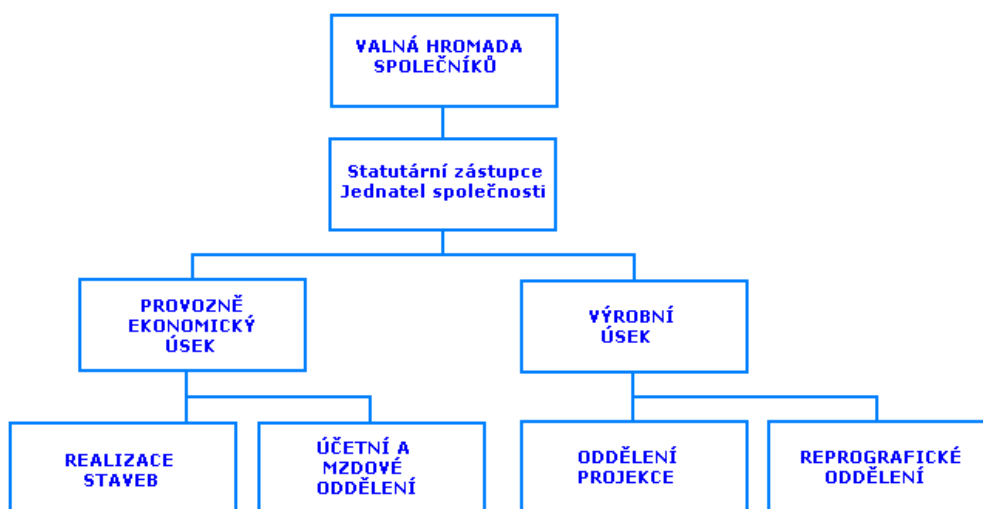 VALNÁ HROMADA
SPOLEČNÍKŮ
Statutární zástupce
Jednatel společnosti
PROVOZNĚ
EKONOMICKÝ
ÚSEK
VÝROBNÍ
ÚSEK
REALIZACE
STAVEB
ÚČETNÍ A
MZDOVÉ
ODDĚLENÍ
ODDĚLENÍ
PROJEKCE
REPROGRAFICKÉ
ODDĚLENÍ